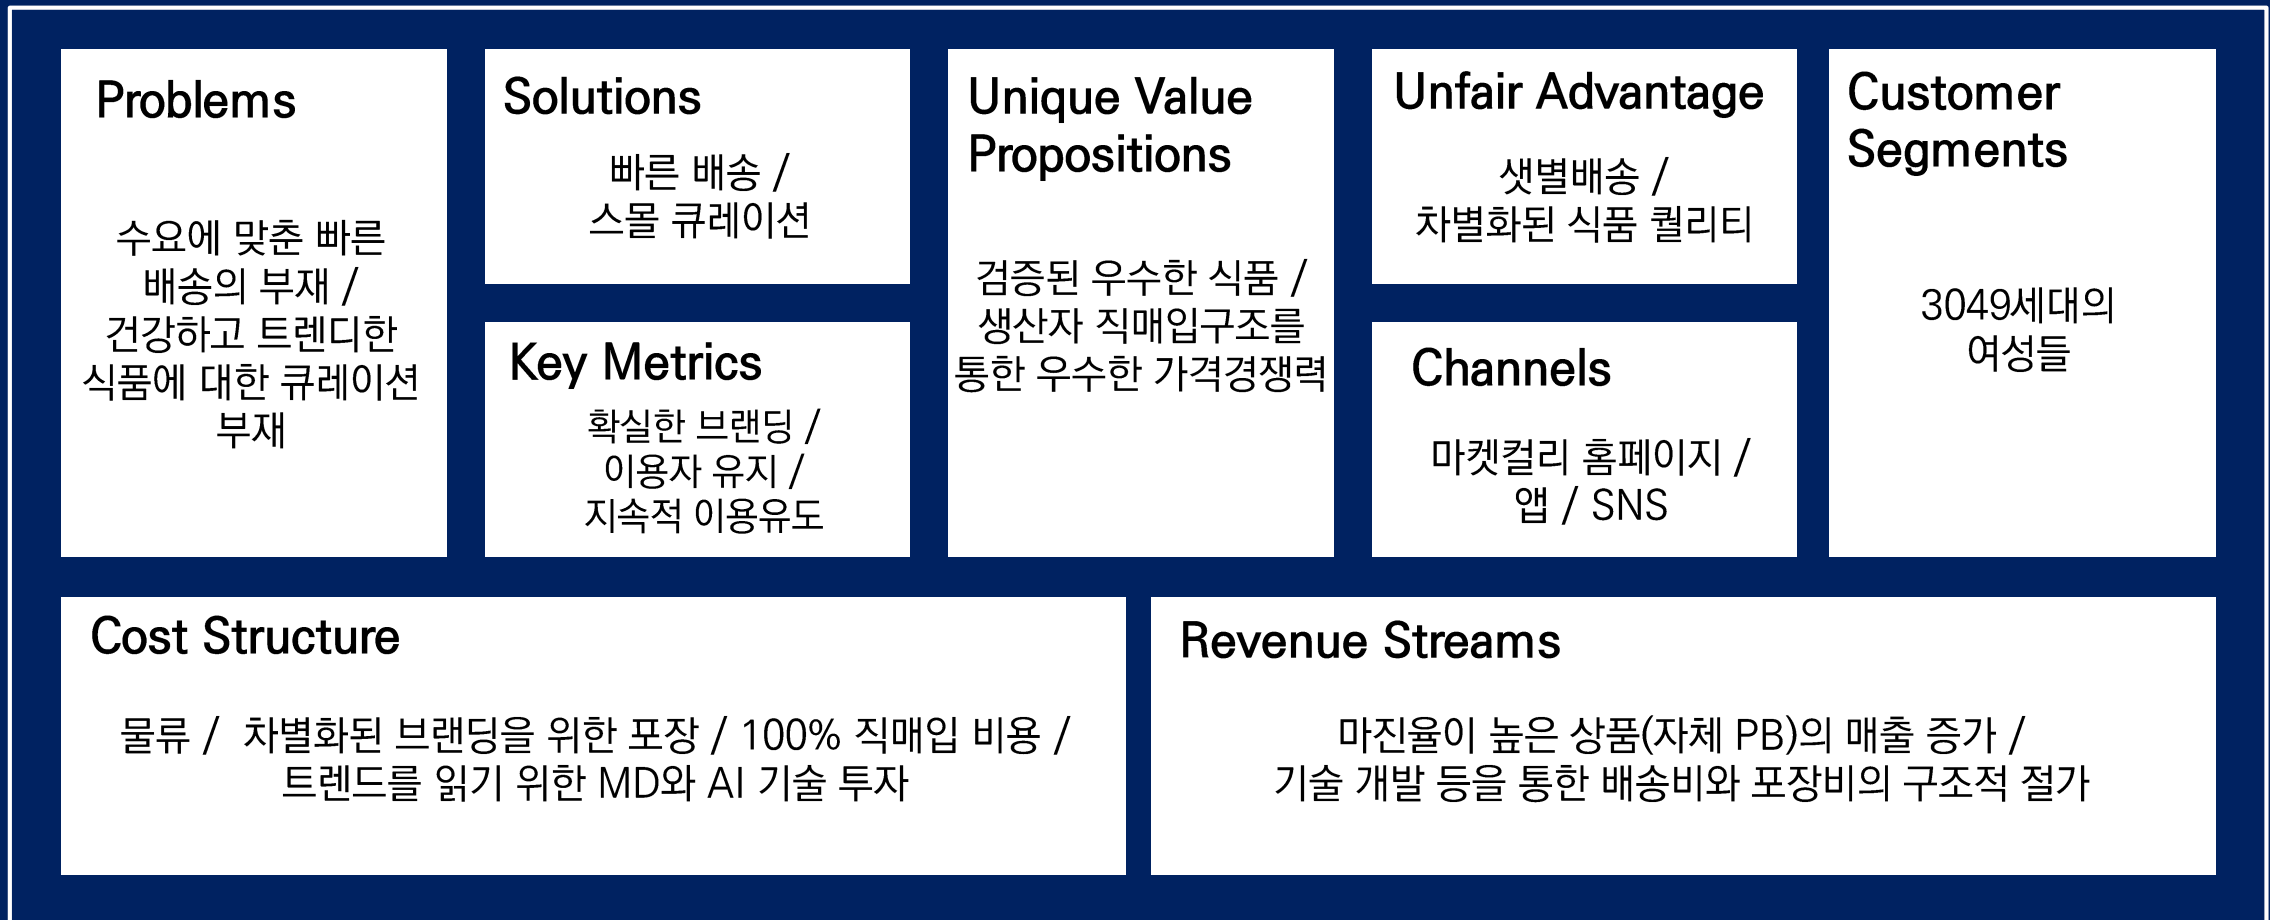 Problems
수요에 맞춘 빠른
배송의 부재 /
건강하고 트렌디한
식품에 대한 큐레이션
부재
Solutions
빠른 배송 /
스몰 큐레이션
Key Metrics
확실한 브랜딩 /
이용자 유지 /
지속적 이용유도
Unique Value
Propositions
검증된 우수한 식품 /
생산자 직매입구조를
통한 우수한 가격경쟁력
Unfair Advantage
샛별배송 /
차별화된 식품 퀄리티
Channels
마켓컬리 홈페이지 /
앱 / SNS
Customer
Segments
3049세대의
여성들
Cost Structure
물류 / 차별화된 브랜딩을 위한 포장 / 100% 직매입 비용 /
트렌드를 읽기 위한 MD와 AI 기술 투자
Revenue Streams
마진율이 높은 상품(자체 PB)의 매출 증가 /
기술 개발 등을 통한 배송비와 포장비의 구조적 절가